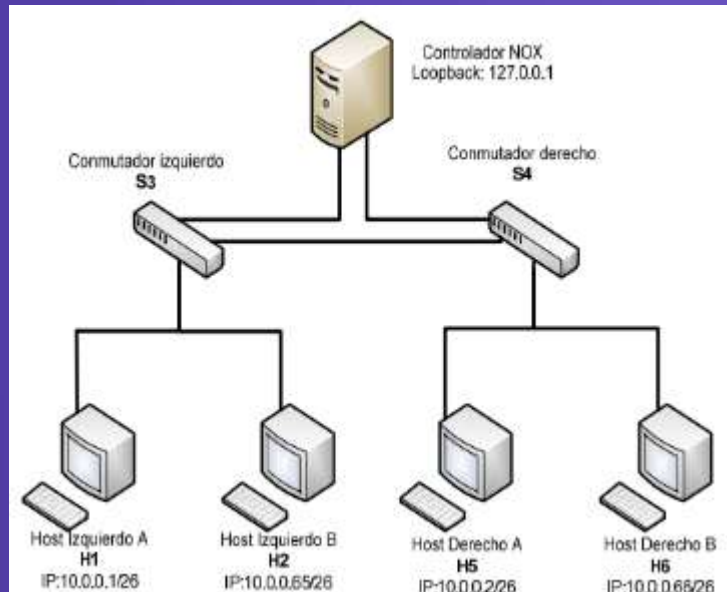 Controlador NOX
Loopback: 127.0.0.1
Conmutador izquierdo
S3
Conmutador derecho
S4
Host Izquierdo A
H1
IP:10.0.0.1/26
Host Izquierdo B
H2
IP:10.0.0.65/26
Host Derecho A
H5
IP:10.0.0.2/26
Host Derecho B
H6
IP:10.0.0.66/26